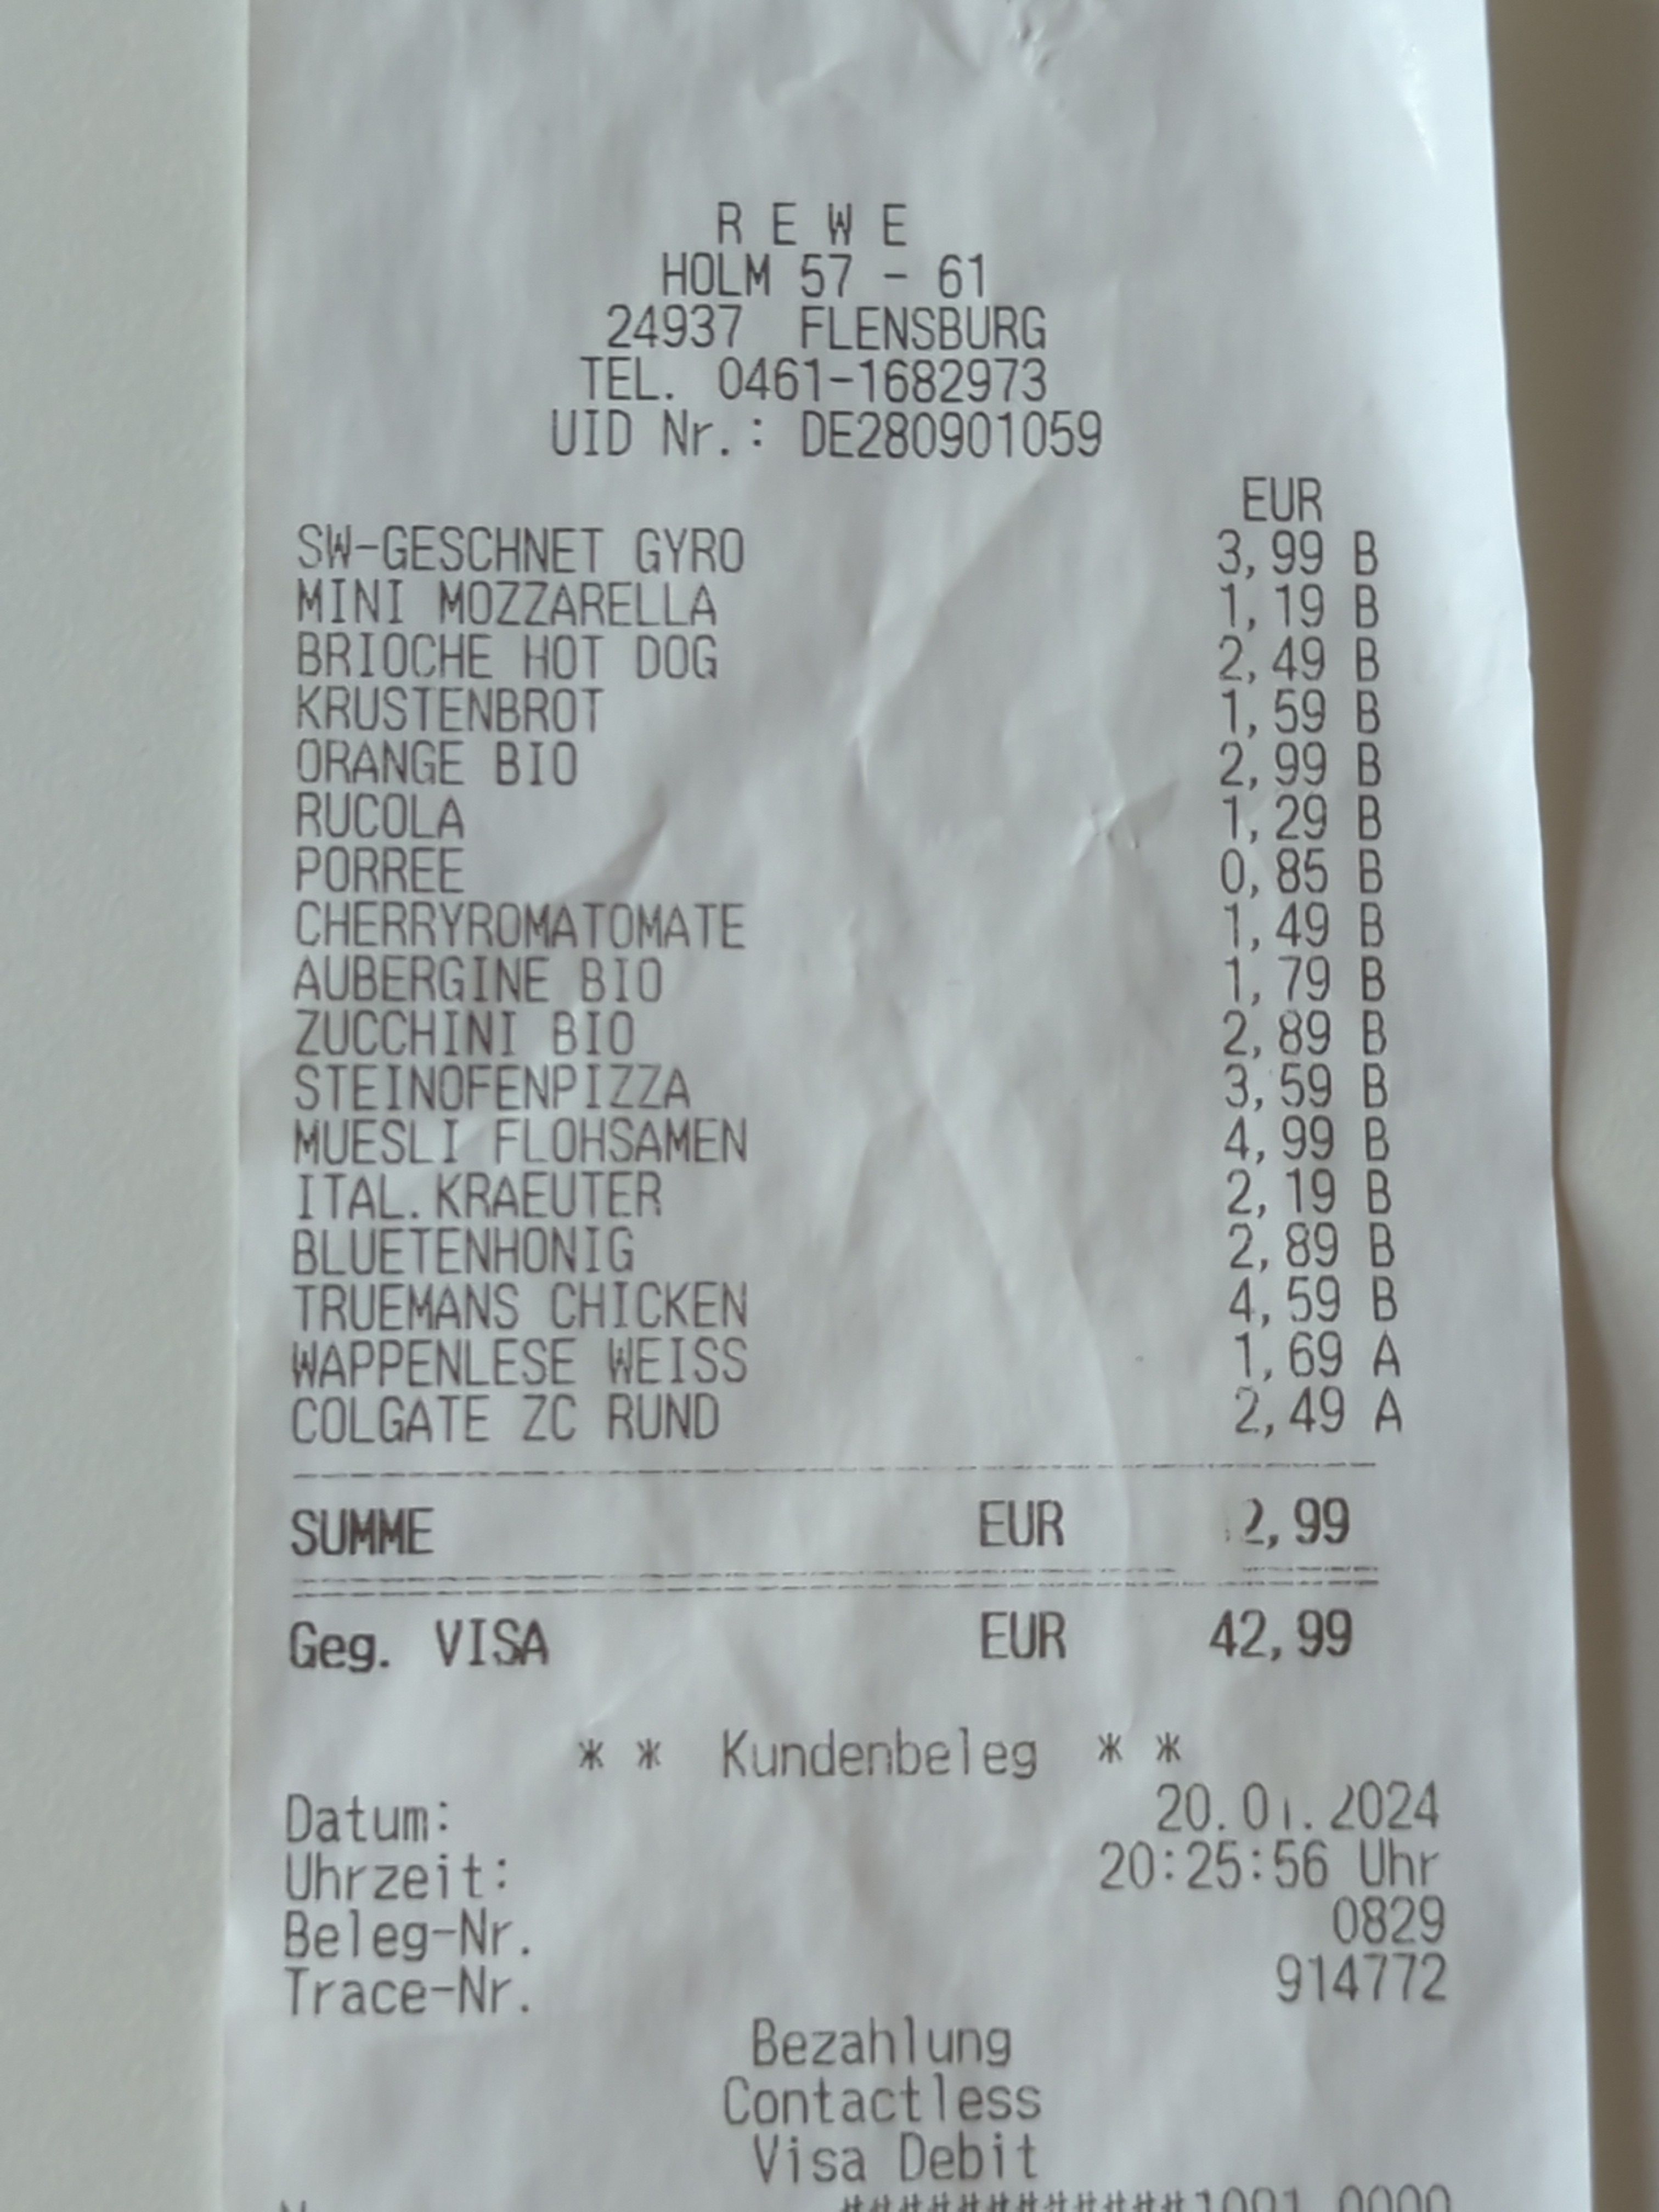 R E W E
HOLM 57 - 61
24937 FLENSBURG
TEL. 0461-1682973
UID Nr.: DE280901059
EUR
SW-GESCHNET GYRO 3,99 B
MINI MOZZARELLA 1,19 B
BRIOCHE HOT DOG 2,49 B
KRUSTENBROT 1,59 B
ORANGE BIO 2,99 B
RUCOLA 1,29 B
PORREE 0,85 B
CHERRYROMATOMATE 1,49 B
AUBERGINE BIO 1,79 B
ZUCCHINI BIO 2,89 B
STEINOFENPIZZA 3,59 B
MUESLI FLOHSAMEN 4,99 B
ITAL.KRAEUTER 2,19 B
BLUETENHONIG 2,89 B
TRUEMANS CHICKEN 4,59 B
WAPPENLESE WEISS 1,69 A
COLGATE ZC RUND 2,49 A
SUMME EUR 2,99
Geg. VISA EUR 42,99
* * Kundenbeleg * *
Datum: 20.01.2024
Uhrzeit: 20:25:56 Uhr
Beleg-Nr. 0829
Trace-Nr. 914772
Bezahlung
Contactless
Visa Debit